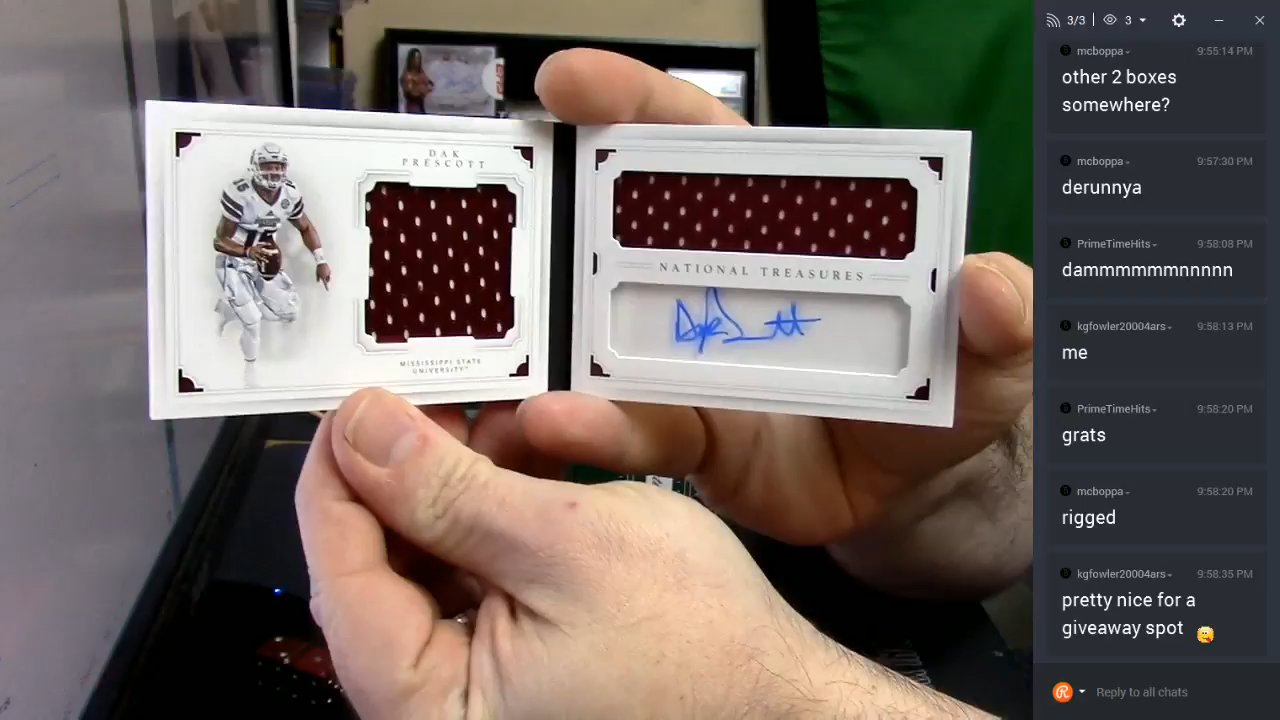 DAK
PRESCOTT
15
MISSISSIPPI STATE
UNIVERSITY™
NATIONAL TREASURES
3/3
3
mcboppa
9:55:14 PM
other 2 boxes
somewhere?
mcboppa
9:57:30 PM
derunnya
PrimeTimeHits
9:58:08 PM
dammmmmmnnnnn
kgfowler20004ars
9:58:13 PM
me
PrimeTimeHits
9:58:20 PM
grats
mcboppa
9:58:20 PM
rigged
kgfowler20004ars
9:58:35 PM
pretty nice for a
giveaway spot
Reply to all chats